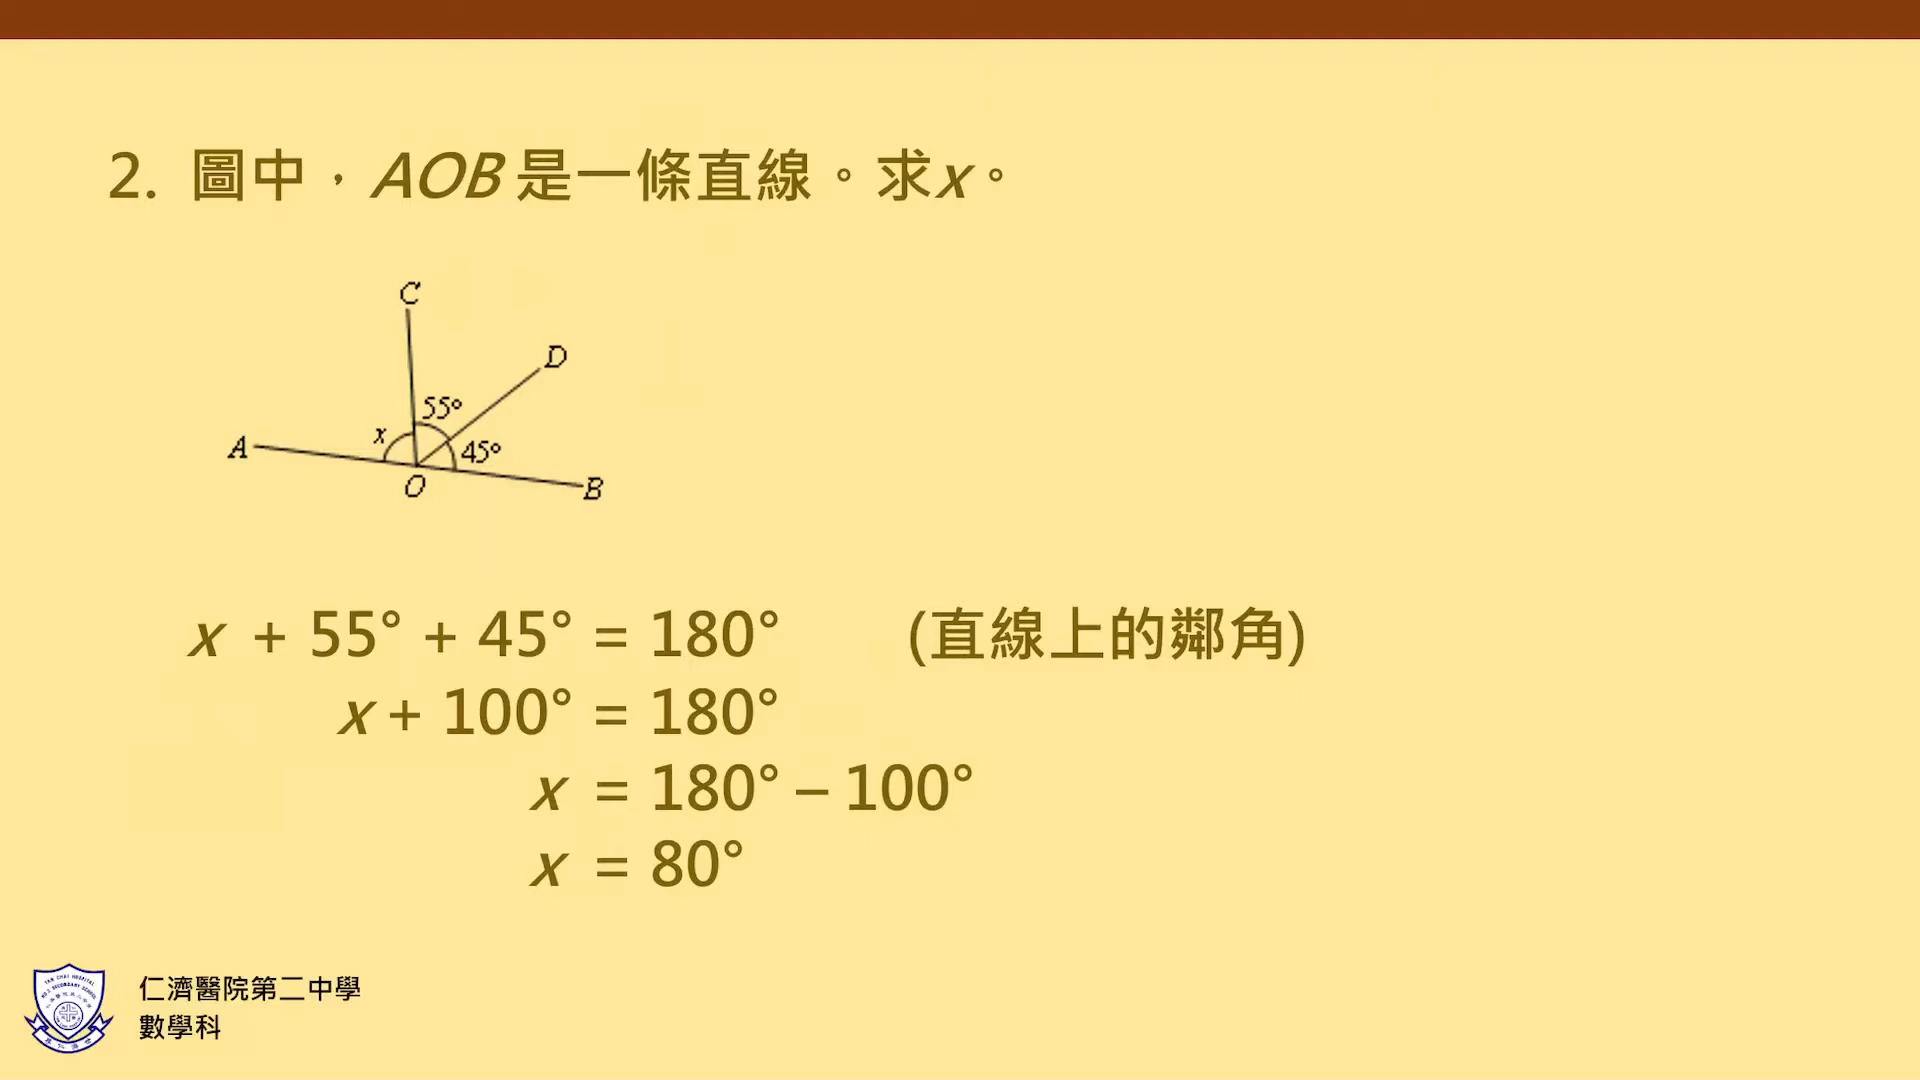 2. 圖中，AOB 是一條直線。求x。
C
D
55°
x
45°
A
O
B
x + 55° + 45° = 180° (直線上的鄰角)
x + 100° = 180°
x = 180° – 100°
x = 80°
仁濟醫院第二中學
數學科